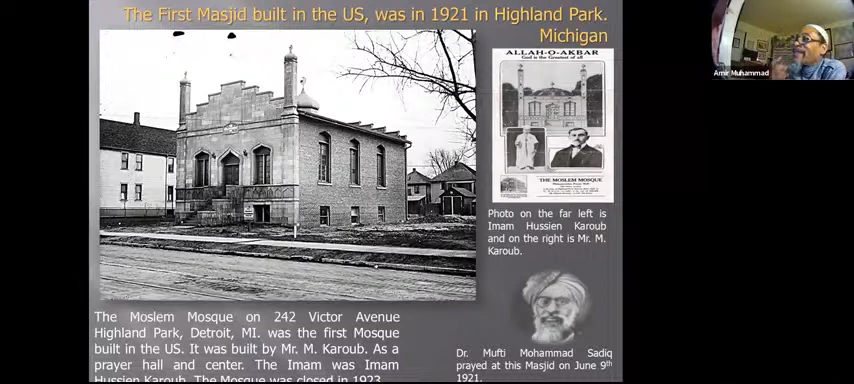 The First Masjid built in the US, was in 1921 in Highland Park.
Michigan
ALLAH-O-AKBAR
God is the Greatest of all
THE MOSLEM MOSQUE
Photo on the far left is
Imam Hussien Karoub
and on the right is Mr. M.
Karoub.
The Moslem Mosque on 242 Victor Avenue
Highland Park, Detroit, MI. was the first Mosque
built in the US. It was built by Mr. M. Karoub. As a
prayer hall and center. The Imam was Imam
Hussien Karoub. The Mosque was closed in 1923
Dr. Mufti Mohammad Sadiq
prayed at this Masjid on June 9th
1921.
Amir Muhammad